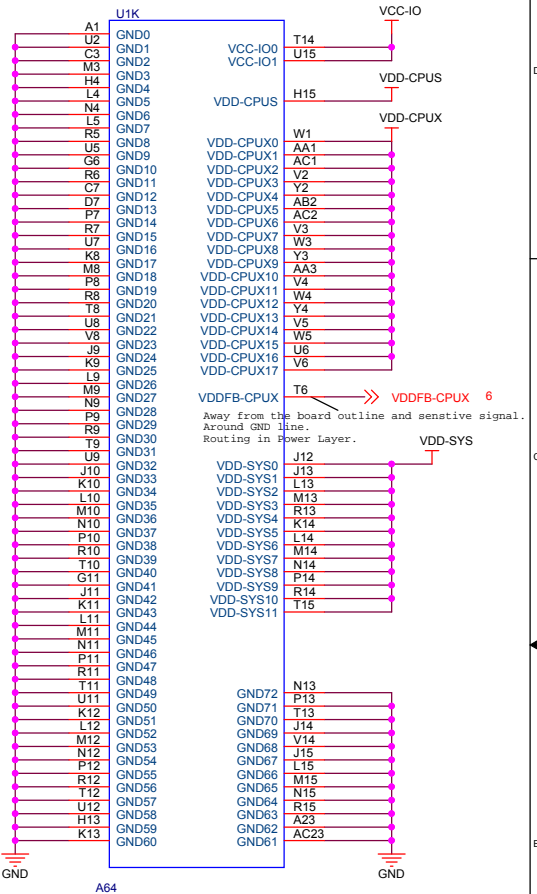 U1K
A1 GND0
U2 GND1
C3 GND2
M3 GND3
H4 GND4
L4 GND5
N4 GND6
L5 GND7
R5 GND8
U5 GND9
G6 GND10
R6 GND11
C7 GND12
D7 GND13
P7 GND14
R7 GND15
U7 GND16
K8 GND17
M8 GND18
P8 GND19
R8 GND20
T8 GND21
U8 GND22
V8 GND23
J9 GND24
K9 GND25
L9 GND26
M9 GND27
N9 GND28
P9 GND29
R9 GND30
T9 GND31
U9 GND32
J10 GND33
K10 GND34
L10 GND35
M10 GND36
N10 GND37
P10 GND38
R10 GND39
T10 GND40
G11 GND41
J11 GND42
K11 GND43
L11 GND44
M11 GND45
N11 GND46
P11 GND47
R11 GND48
T11 GND49
U11 GND50
K12 GND51
L12 GND52
M12 GND53
N12 GND54
P12 GND55
R12 GND56
T12 GND57
U12 GND58
H13 GND59
K13 GND60
GND
A64
VCC-IO
VCC-IO0 T14
VCC-IO1 U15
VDD-CPUS
VDD-CPUS H15
VDD-CPUX
VDD-CPUX0 W1
VDD-CPUX1 AA1
VDD-CPUX2 AC1
VDD-CPUX3 V2
VDD-CPUX4 Y2
VDD-CPUX5 AB2
VDD-CPUX6 AC2
VDD-CPUX7 V3
VDD-CPUX8 W3
VDD-CPUX9 Y3
VDD-CPUX10 AA3
VDD-CPUX11 V4
VDD-CPUX12 W4
VDD-CPUX13 Y4
VDD-CPUX14 V5
VDD-CPUX15 W5
VDD-CPUX16 U6
VDD-CPUX17 V6
VDDFB-CPUX T6 VDDFB-CPUX 6
Away from the board outline and senstive signal.
Around GND line.
Routing in Power Layer.
VDD-SYS
VDD-SYS0 J12
VDD-SYS1 J13
VDD-SYS2 L13
VDD-SYS3 M13
VDD-SYS4 R13
VDD-SYS5 K14
VDD-SYS6 L14
VDD-SYS7 M14
VDD-SYS8 N14
VDD-SYS9 P14
VDD-SYS10 R14
VDD-SYS11 T15
GND72 N13
GND71 P13
GND70 T13
GND69 J14
GND68 V14
GND67 J15
GND66 L15
GND65 M15
GND64 N15
GND63 R15
GND62 A23
GND61 AC23
GND
D
C